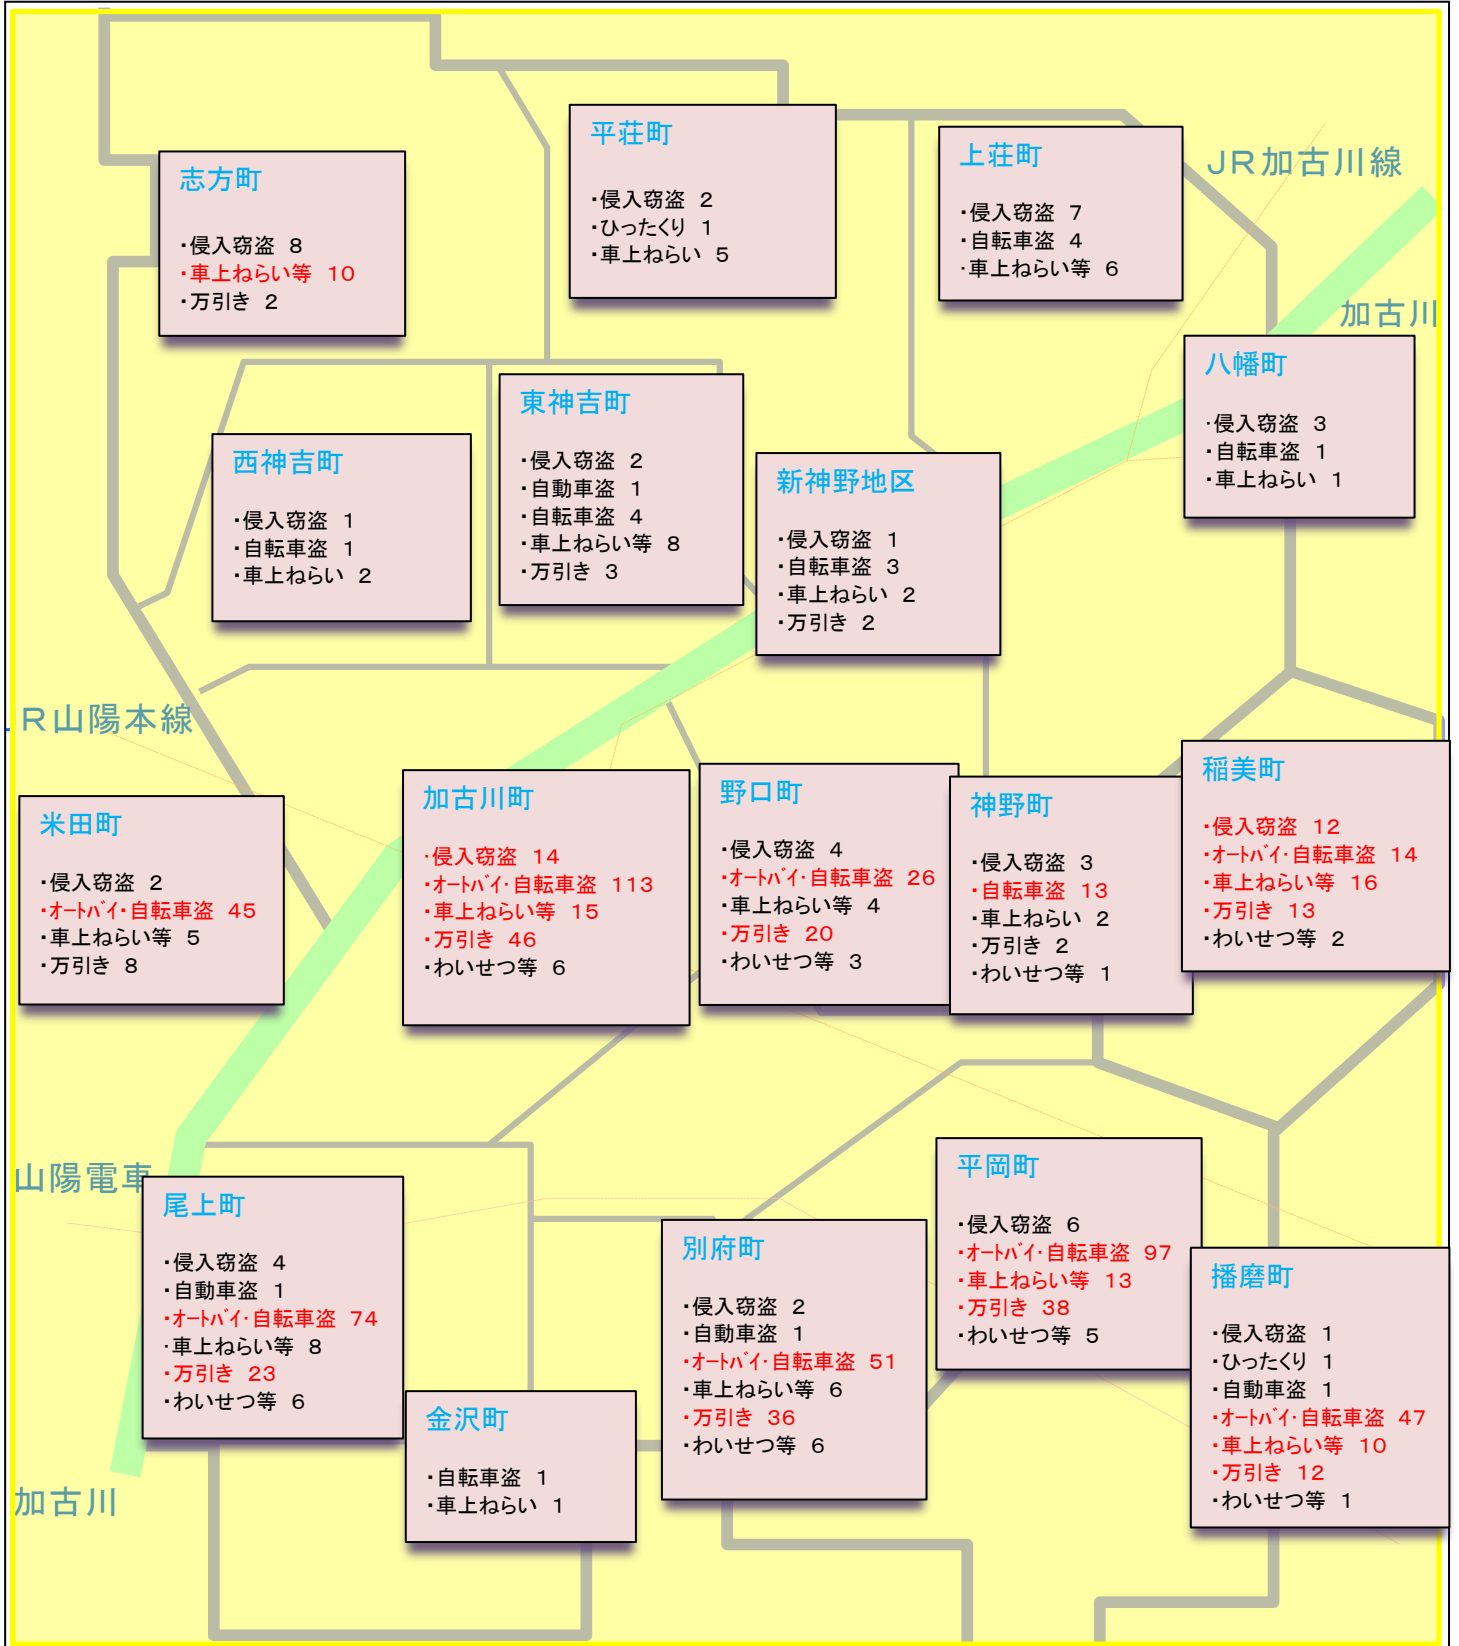 平荘町
・侵入窃盗 2
・ひったくり 1
・車上ねらい 5
上荘町
・侵入窃盗 7
・自転車盗 4
・車上ねらい等 6
JR加古川線
志方町
・侵入窃盗 8
・車上ねらい等 10
・万引き 2
加古川
八幡町
・侵入窃盗 3
・自転車盗 1
・車上ねらい 1
東神吉町
・侵入窃盗 2
・自動車盗 1
・自転車盗 4
・車上ねらい等 8
・万引き 3
西神吉町
・侵入窃盗 1
・自転車盗 1
・車上ねらい 2
新神野地区
・侵入窃盗 1
・自転車盗 3
・車上ねらい 2
・万引き 2
JR山陽本線
米田町
・侵入窃盗 2
・オートバイ・自転車盗 45
・車上ねらい等 5
・万引き 8
加古川町
・侵入窃盗 14
・オートバイ・自転車盗 113
・車上ねらい等 15
・万引き 46
・わいせつ等 6
野口町
・侵入窃盗 4
・オートバイ・自転車盗 26
・車上ねらい等 4
・万引き 20
・わいせつ等 3
神野町
・侵入窃盗 3
・自転車盗 13
・車上ねらい 2
・万引き 2
・わいせつ等 1
稲美町
・侵入窃盗 12
・オートバイ・自転車盗 14
・車上ねらい等 16
・万引き 13
・わいせつ等 2
山陽電車
尾上町
・侵入窃盗 4
・自動車盗 1
・オートバイ・自転車盗 74
・車上ねらい等 8
・万引き 23
・わいせつ等 6
別府町
・侵入窃盗 2
・自動車盗 1
・オートバイ・自転車盗 51
・車上ねらい等 6
・万引き 36
・わいせつ等 6
平岡町
・侵入窃盗 6
・オートバイ・自転車盗 97
・車上ねらい等 13
・万引き 38
・わいせつ等 5
播磨町
・侵入窃盗 1
・ひったくり 1
・自動車盗 1
・オートバイ・自転車盗 47
・車上ねらい等 10
・万引き 12
・わいせつ等 1
金沢町
・自転車盗 1
・車上ねらい 1
加古川